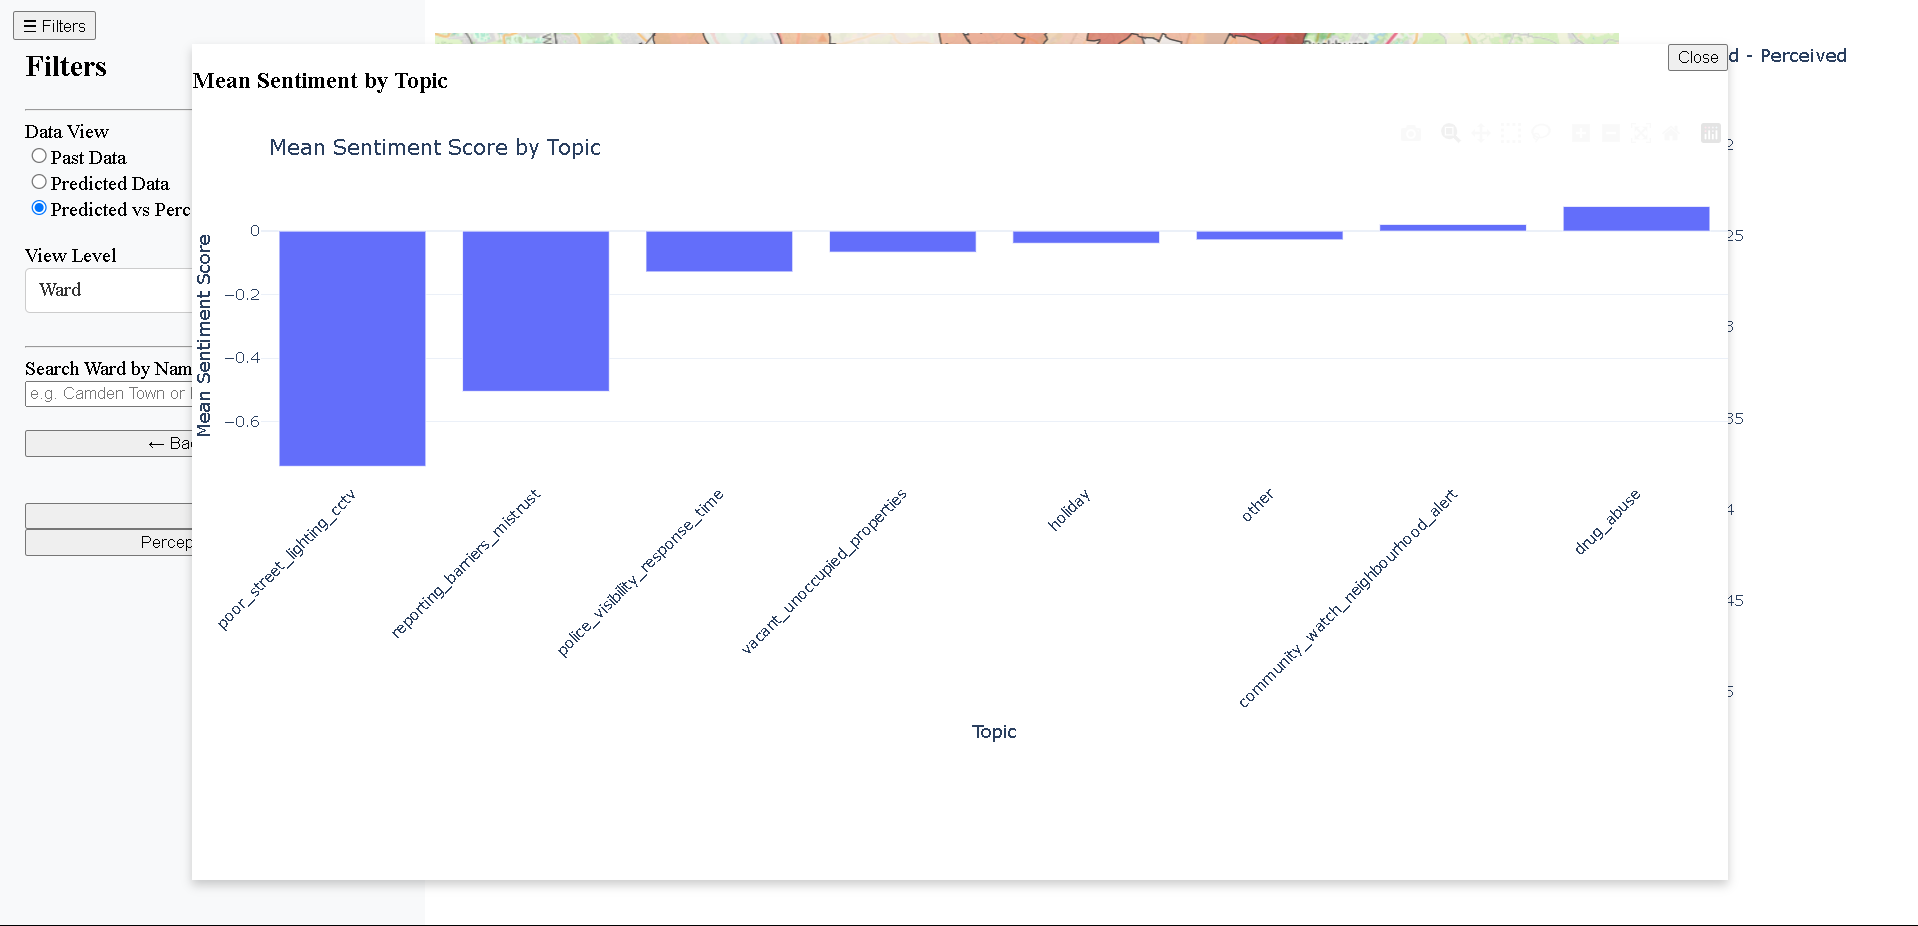 ☰ Filters
Filters
Data View
Past Data
Predicted Data
Predicted vs Perc
View Level
Ward
Search Ward by Nam
e.g. Camden Town or
← Ba
Percep
Close
d - Perceived
Mean Sentiment by Topic
Mean Sentiment Score by Topic
Mean Sentiment Score
0
−0.2
−0.4
−0.6
poor_street_lighting_cctv
reporting_barriers_mistrust
police_visibility_response_time
vacant_unoccupied_properties
holiday
other
community_watch_neighbourhood_alert
drug_abuse
Topic
2
25
3
35
4
45
5